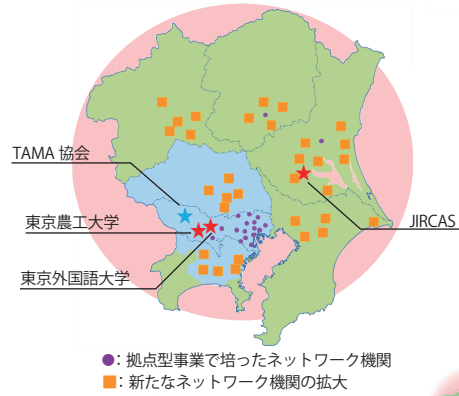 TAMA 協会
東京農工大学
東京外国語大学
JIRCAS
●：拠点型事業で培ったネットワーク機関
■：新たなネットワーク機関の拡大